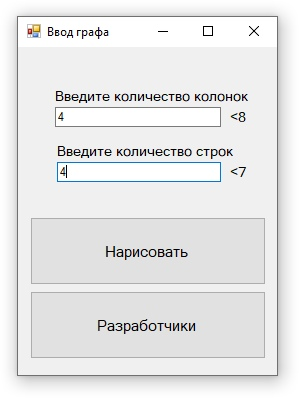 Ввод графа
Введите количество колонок
4 <8
Введите количество строк
4 <7
Нарисовать
Разработчики